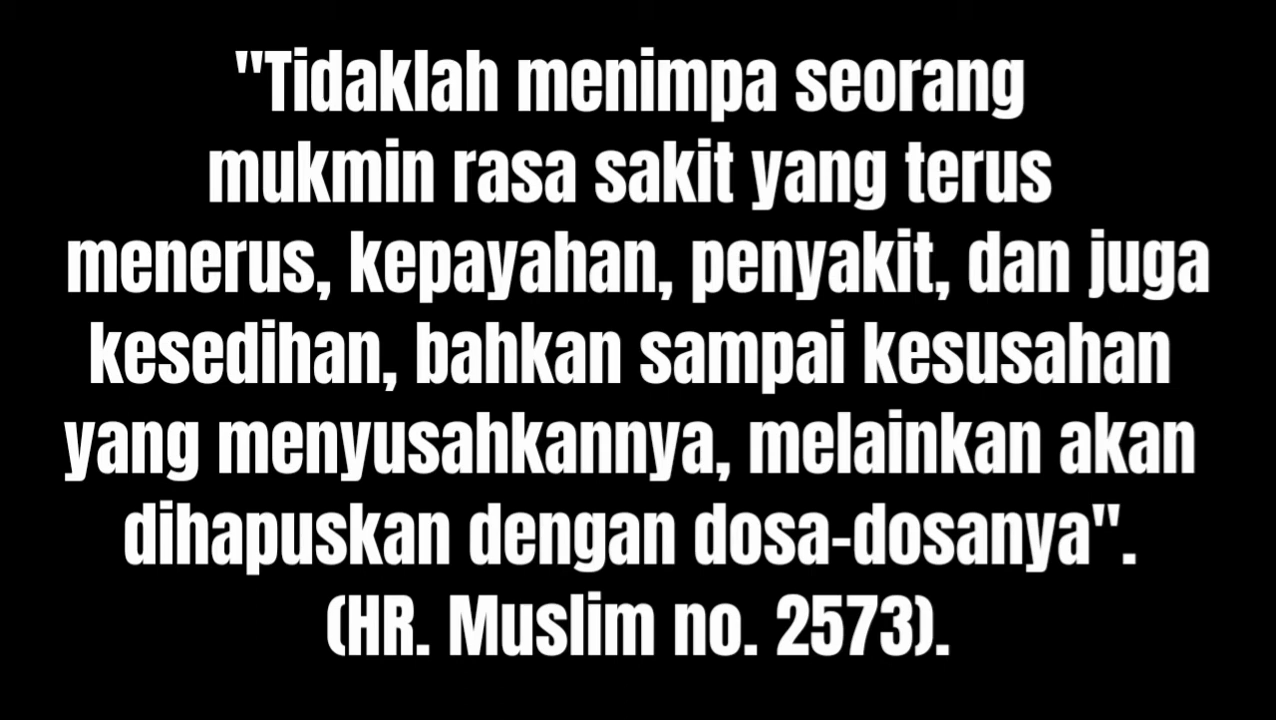 "Tidaklah menimpa seorang
mukmin rasa sakit yang terus
menerus, kepayahan, penyakit, dan juga
kesedihan, bahkan sampai kesusahan
yang menyusahkannya, melainkan akan
dihapuskan dengan dosa-dosanya".
(HR. Muslim no. 2573).